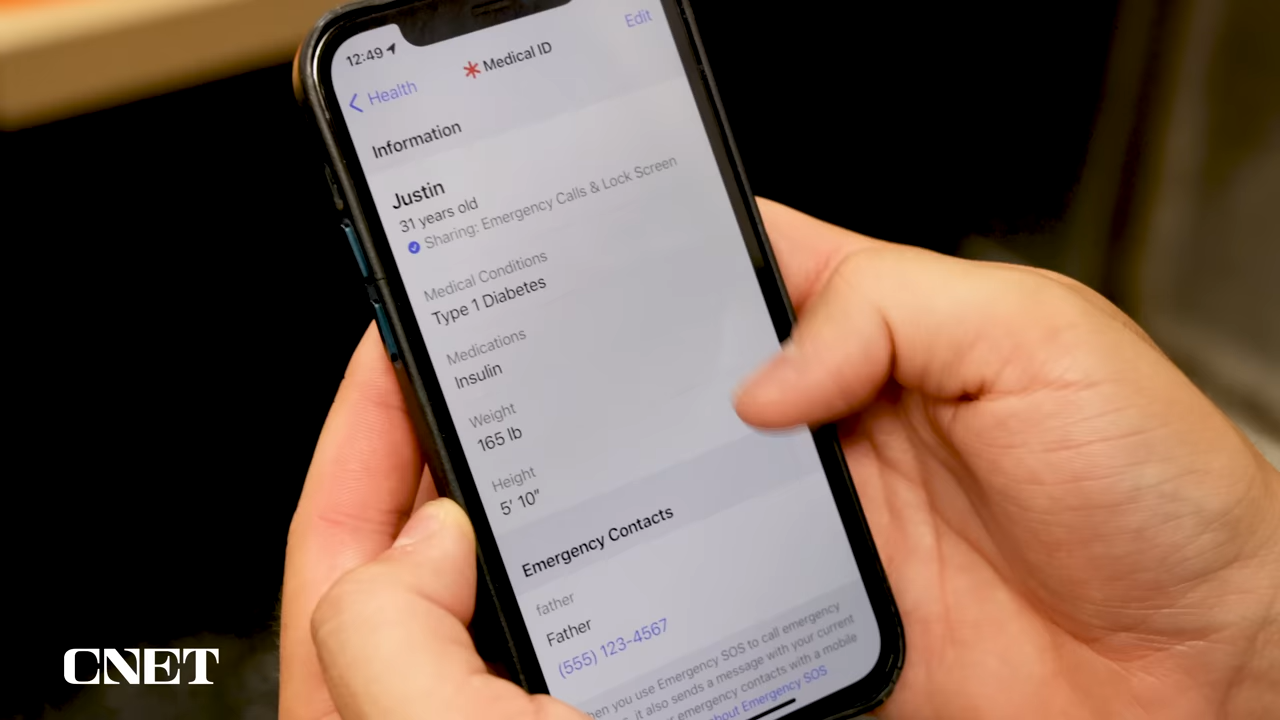 12:49
Edit
Medical ID
Health
Information
Justin
31 years old
Sharing: Emergency Calls & Lock Screen
Medical Conditions
Type 1 Diabetes
Medications
Insulin
Weight
165 lb
Height
5' 10"
Emergency Contacts
father
Father
(555) 123-4567
you use Emergency SOS to call emergency
it also sends a message with your current
emergency contacts with a mobile
Emergency SOS
CNET